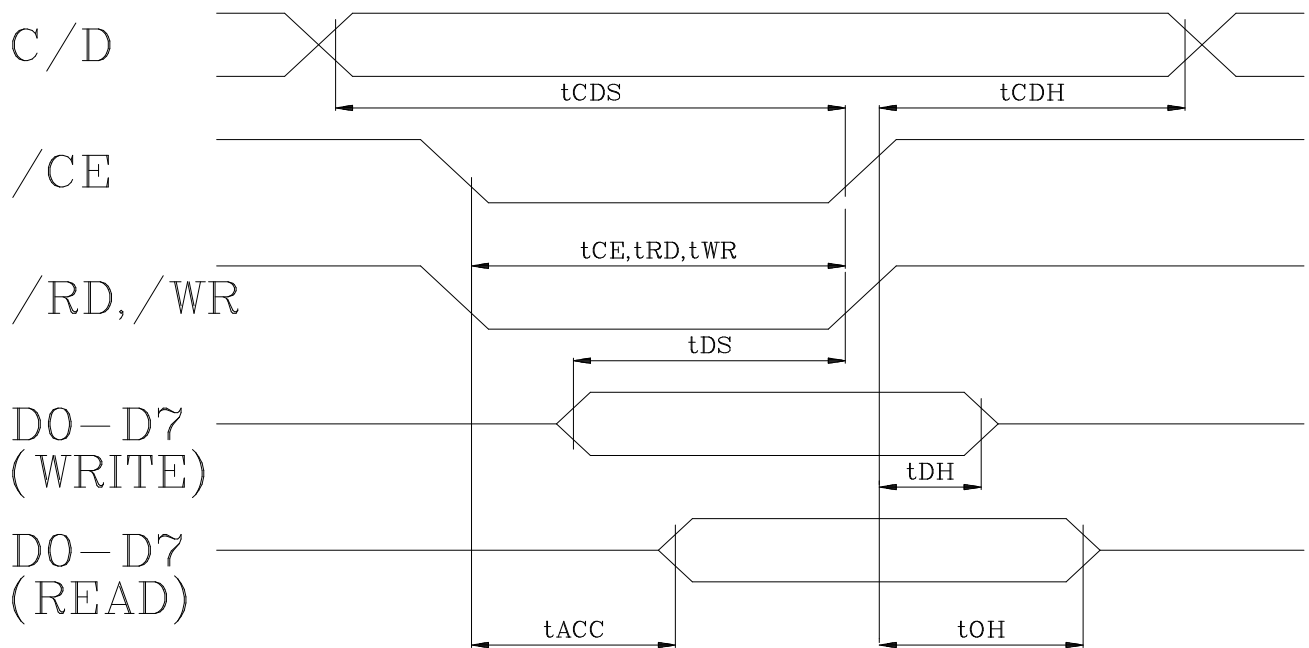 C/D
tCDS
tCDH
/CE
tCE,tRD,tWR
/RD,/WR
tDS
D0-D7
(WRITE)
tDH
D0-D7
(READ)
tACC
tOH